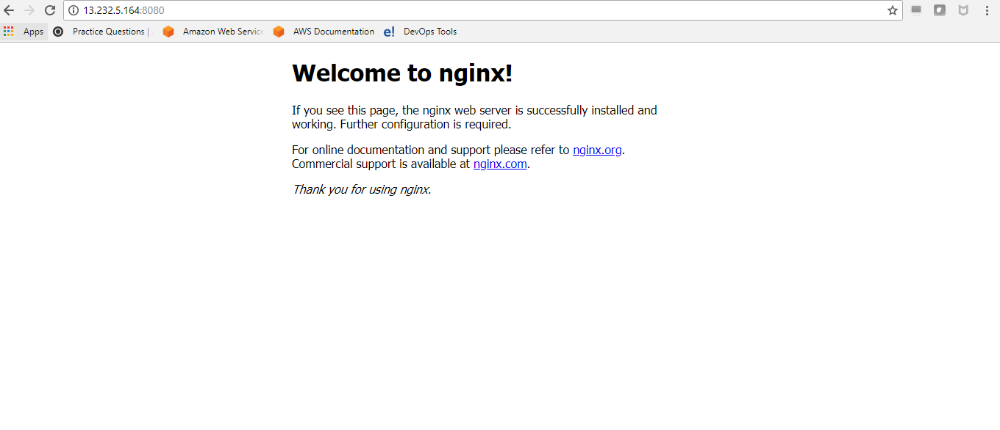 13.232.5.164:8080
Apps Practice Questions | Amazon Web Service AWS Documentation e! DevOps Tools
Welcome to nginx!
If you see this page, the nginx web server is successfully installed and
working. Further configuration is required.
For online documentation and support please refer to nginx.org.
Commercial support is available at nginx.com.
Thank you for using nginx.